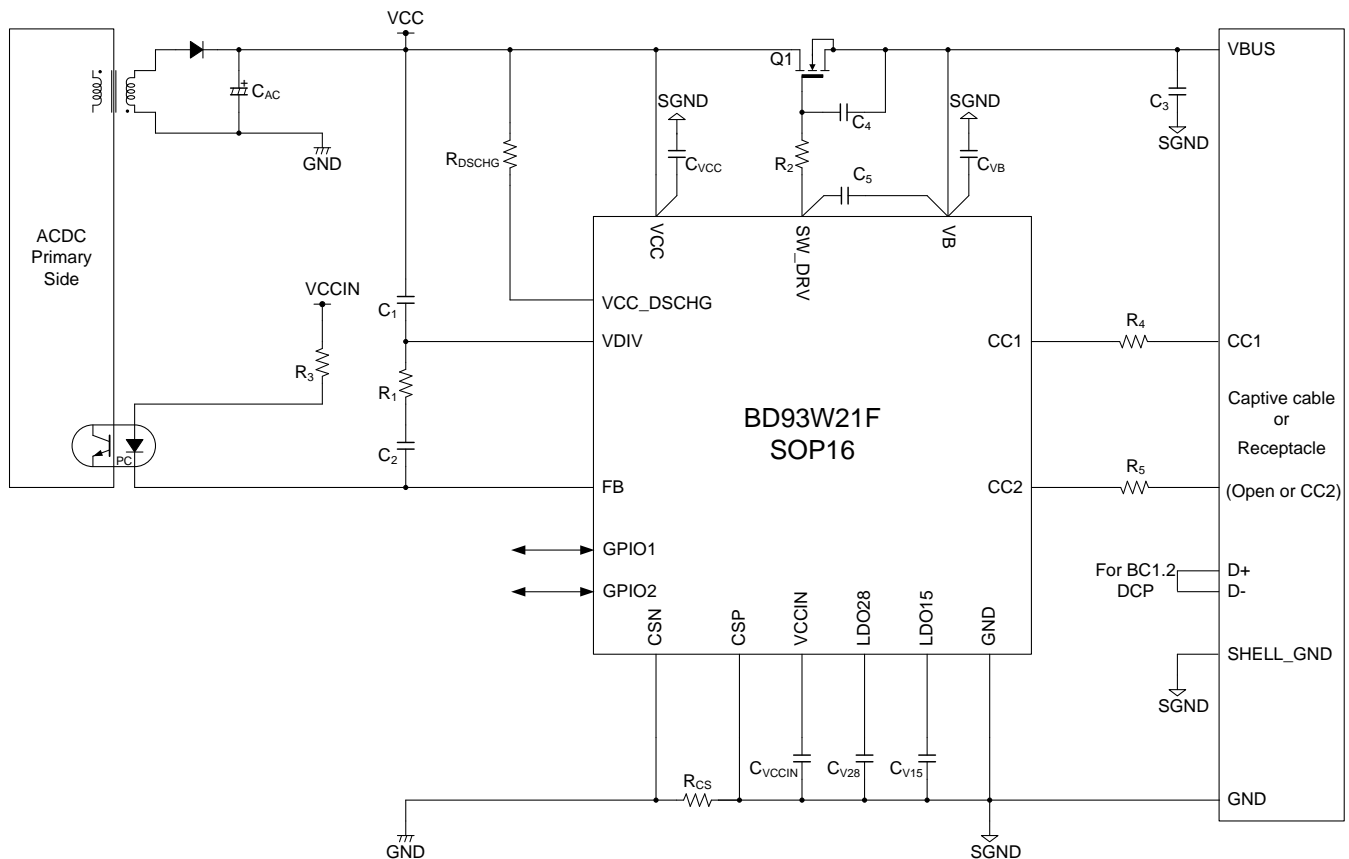 VCC
VBUS
Q1
C3
SGND
CAC
GND
RDSCHG
SGND
CVCC
C4
R2
C5
SGND
CVB
ACDC
Primary
Side
VCC
SW_DRV
VB
VCCIN
R3
C1
VCC_DSCHG
VDIV
CC1
R4
CC1
R1
C2
PC
BD93W21F
SOP16
Captive cable
or
Receptacle
FB
CC2
R5
(Open or CC2)
GPIO1
GPIO2
For BC1.2
DCP
D+
D-
CSN
CSP
VCCIN
LDO28
LDO15
GND
SHELL_GND
SGND
RCS
CVCCIN
CV28
CV15
GND
GND
SGND